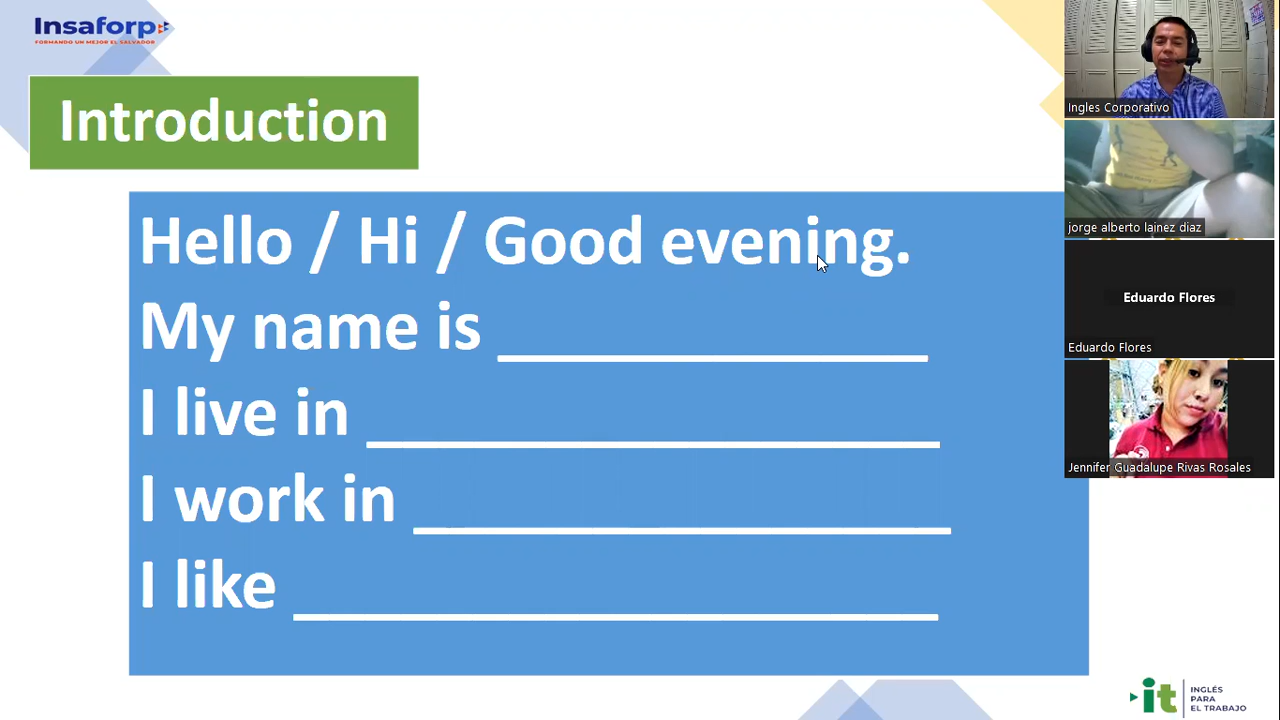 Insaforp
FORMANDO UN MEJOR EL SALVADOR
Introduction
Hello / Hi / Good evening.
My name is _______________
I live in ____________________
I work in ___________________
I like _______________________
Ingles Corporativo
jorge alberto lainez diaz
Eduardo Flores
Eduardo Flores
Jennifer Guadalupe Rivas Rosales
it
INGLÉS
PARA
EL TRABAJO